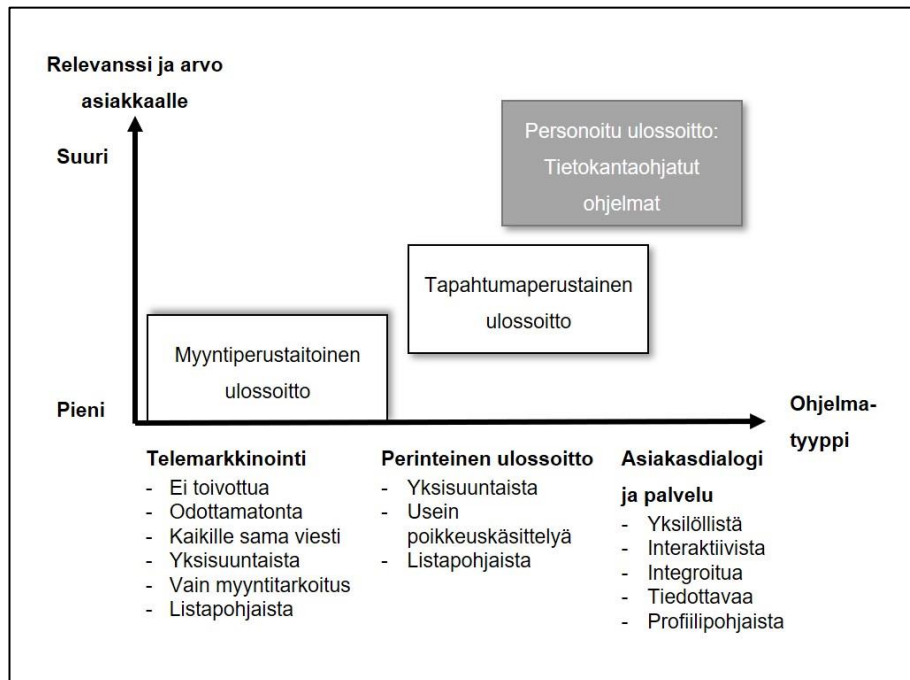 Relevanssi ja arvo
asiakkaalle
Suuri
Personoitu ulossoitto:
Tietokantaohjatut
ohjelmat
Tapahtumaperustainen
ulossoitto
Myyntiperustaitoinen
ulossoitto
Pieni
Ohjelma-
tyyppi
Telemarkkinointi
- Ei toivottua
- Odottamatonta
- Kaikille sama viesti
- Yksisuuntaista
- Vain myyntitarkoitus
- Listapohjaista
Perinteinen ulossoitto
- Yksisuuntaista
- Usein
poikkeuskäsittelyä
- Listapohjaista
Asiakasdialogi
ja palvelu
- Yksilöllistä
- Interaktiivista
- Integroitua
- Tiedottavaa
- Profiilipohjaista